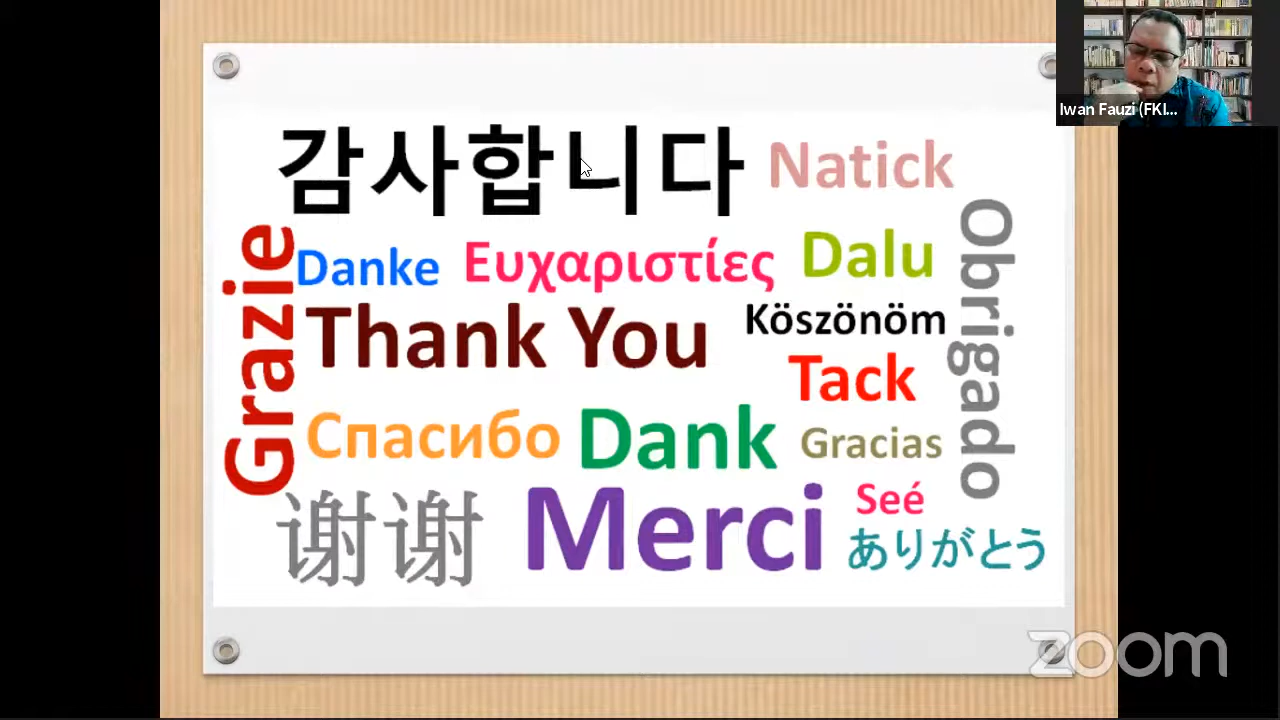 Iwan Fauzi (FKI...
감사합니다
Natick
Grazie
Danke
Ευχαριστίες
Dalu
Obrigado
Thank You
Köszönöm
Tack
Спасибо
Dank
Gracias
谢谢
Merci
Seé
ありがとう
zoom